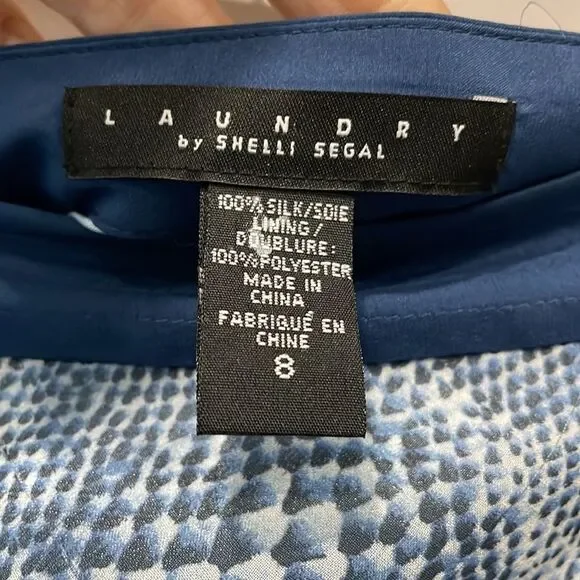 LAUNDRY
by SHELLI SEGAL
100% SILK/SOIE
LINING/
DOUBLURE:
100% POLYESTER
MADE IN
CHINA
FABRIQUÉ EN
CHINE
8